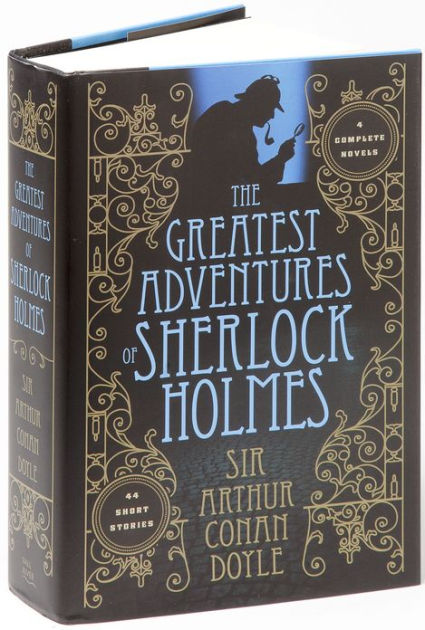 4
COMPLETE
NOVELS
THE
GREATEST
ADVENTURES
OF SHERLOCK
HOLMES
SIR
ARTHUR
CONAN
DOYLE
44
SHORT
STORIES
THE
GREATEST
ADVENTURES
OF
SHERLOCK
HOLMES
SIR
ARTHUR
CONAN
DOYLE